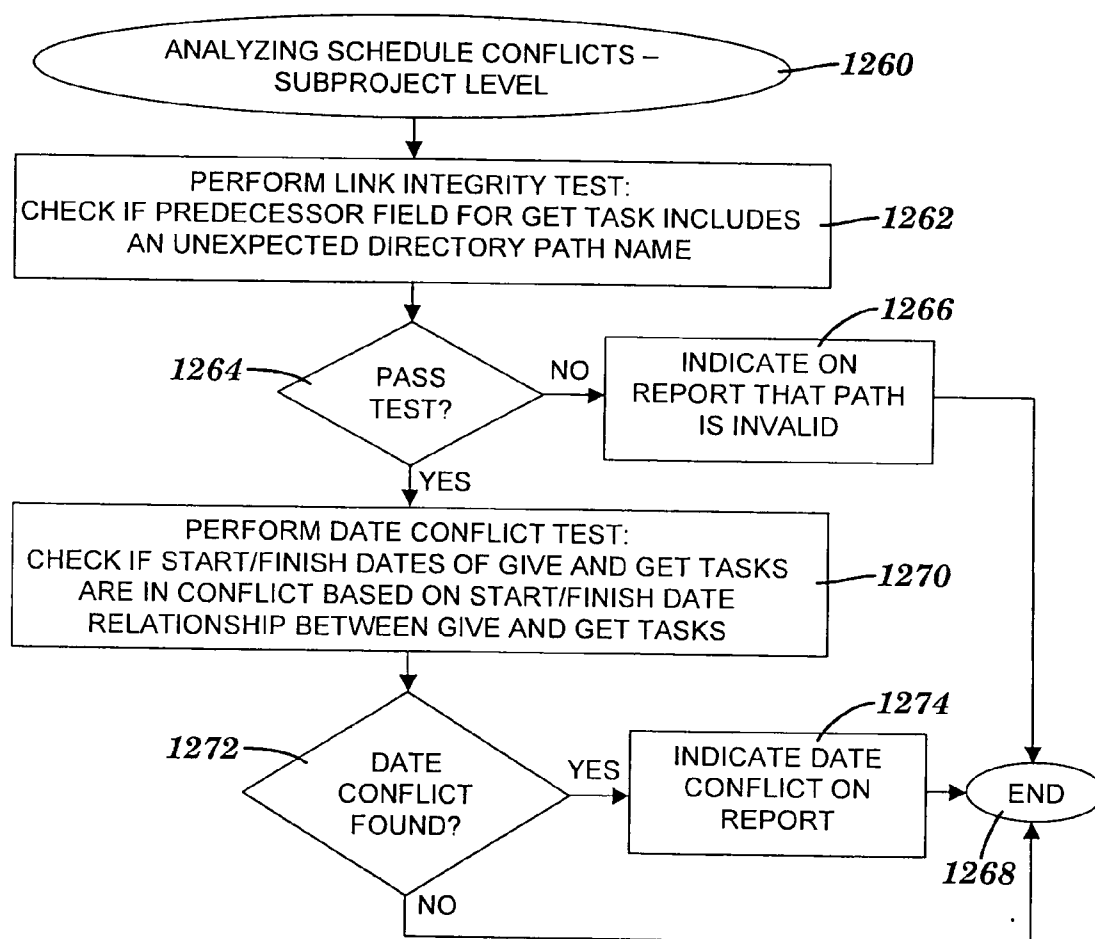 ANALYZING SCHEDULE CONFLICTS –
SUBPROJECT LEVEL
1260
PERFORM LINK INTEGRITY TEST:
CHECK IF PREDECESSOR FIELD FOR GET TASK INCLUDES
AN UNEXPECTED DIRECTORY PATH NAME
1262
1264
PASS
TEST?
NO
1266
INDICATE ON
REPORT THAT PATH
IS INVALID
YES
PERFORM DATE CONFLICT TEST:
CHECK IF START/FINISH DATES OF GIVE AND GET TASKS
ARE IN CONFLICT BASED ON START/FINISH DATE
RELATIONSHIP BETWEEN GIVE AND GET TASKS
1270
1272
DATE
CONFLICT
FOUND?
YES
1274
INDICATE DATE
CONFLICT ON
REPORT
END
1268
NO